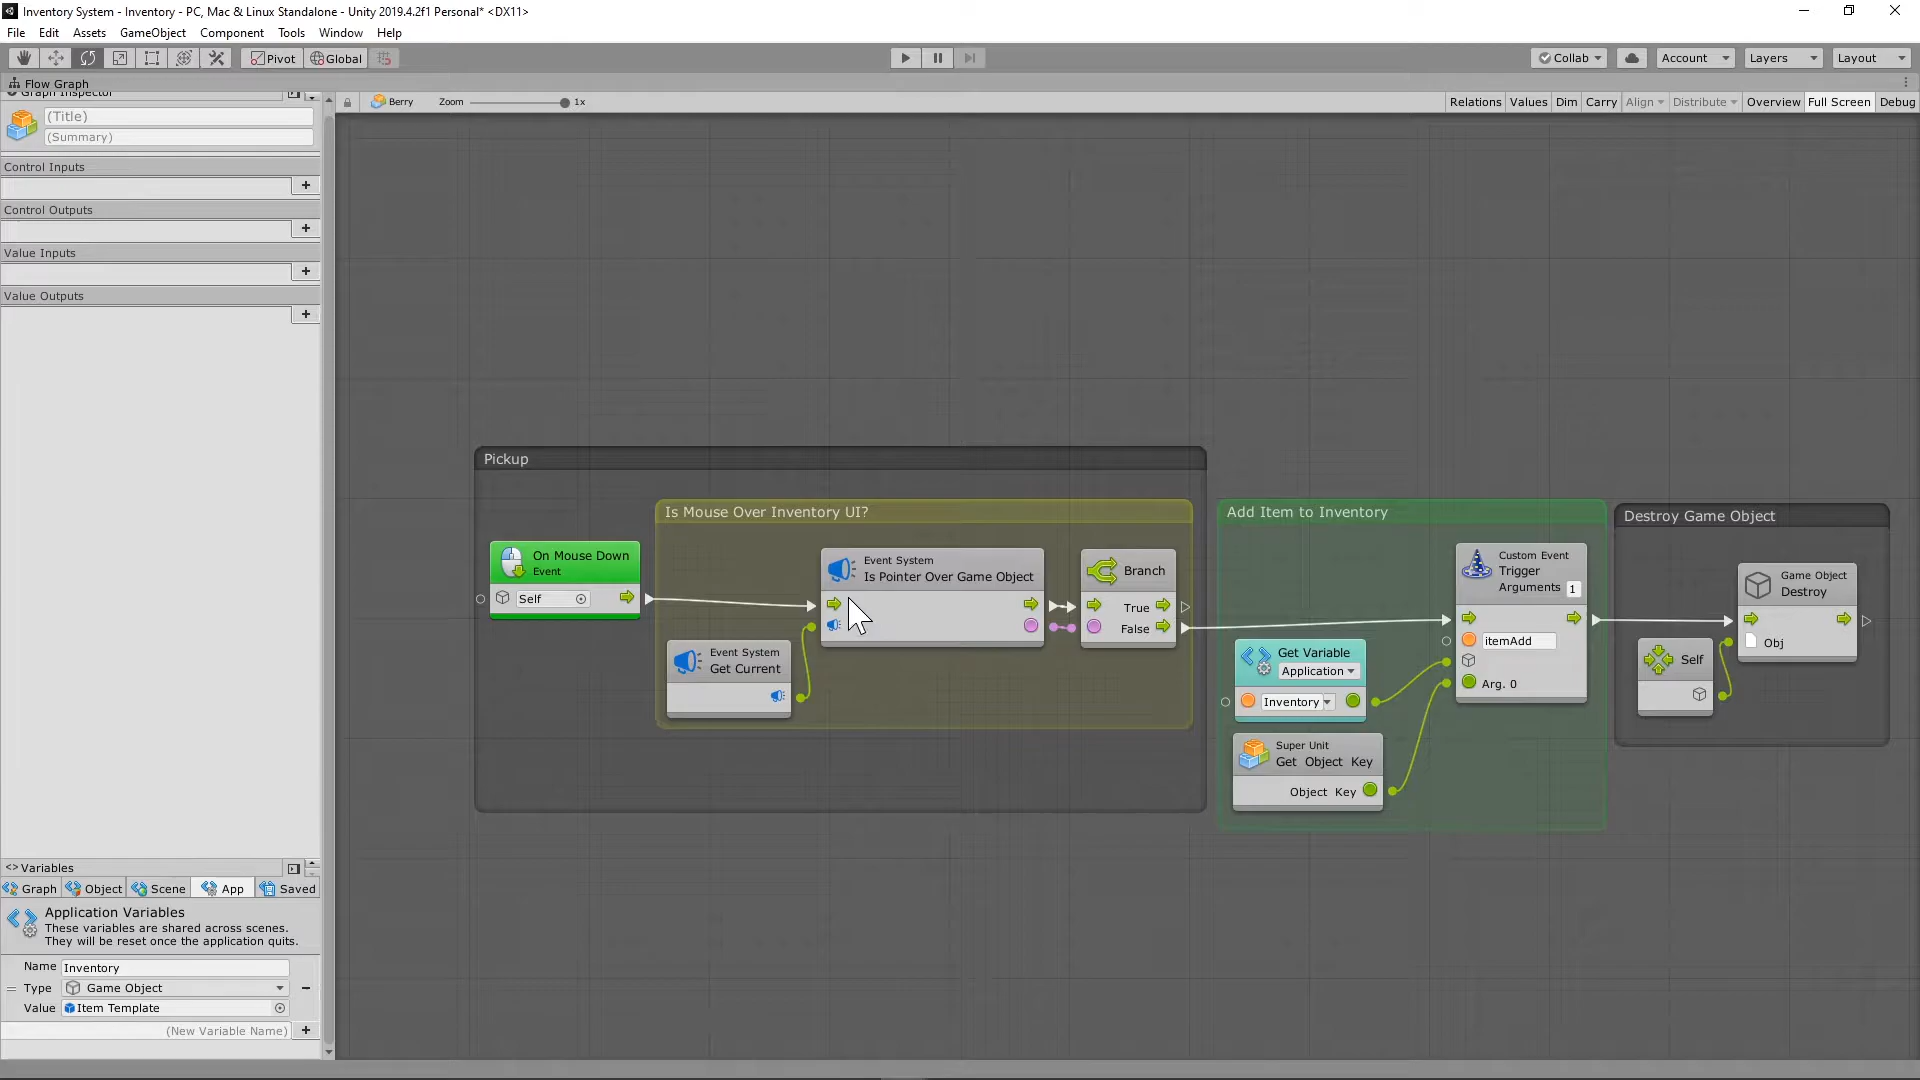 Inventory System - Inventory - PC, Mac & Linux Standalone - Unity 2019.4.2f1 Personal* <DX11>
File Edit Assets GameObject Component Tools Window Help
Pivot Global Collab Account Layers Layout
Flow Graph
Graph Inspector
Berry Zoom 1x Relations Values Dim Carry Align Distribute Overview Full Screen Debug
(Title)
(Summary)
Control Inputs
Control Outputs
Value Inputs
Value Outputs
Pickup
Is Mouse Over Inventory UI?
On Mouse Down
Event
Self
Event System
Is Pointer Over Game Object
Event System
Get Current
Branch
True
False
Add Item to Inventory
Get Variable
Application
Inventory
Super Unit
Get Object Key
Object Key
Custom Event
Trigger
Arguments 1
itemAdd
Arg. 0
Destroy Game Object
Self
Game Object
Destroy
Obj
<> Variables
Graph Object Scene App Saved
Application Variables
These variables are shared across scenes.
They will be reset once the application quits.
Name Inventory
= Type Game Object
Value Item Template
(New Variable Name)